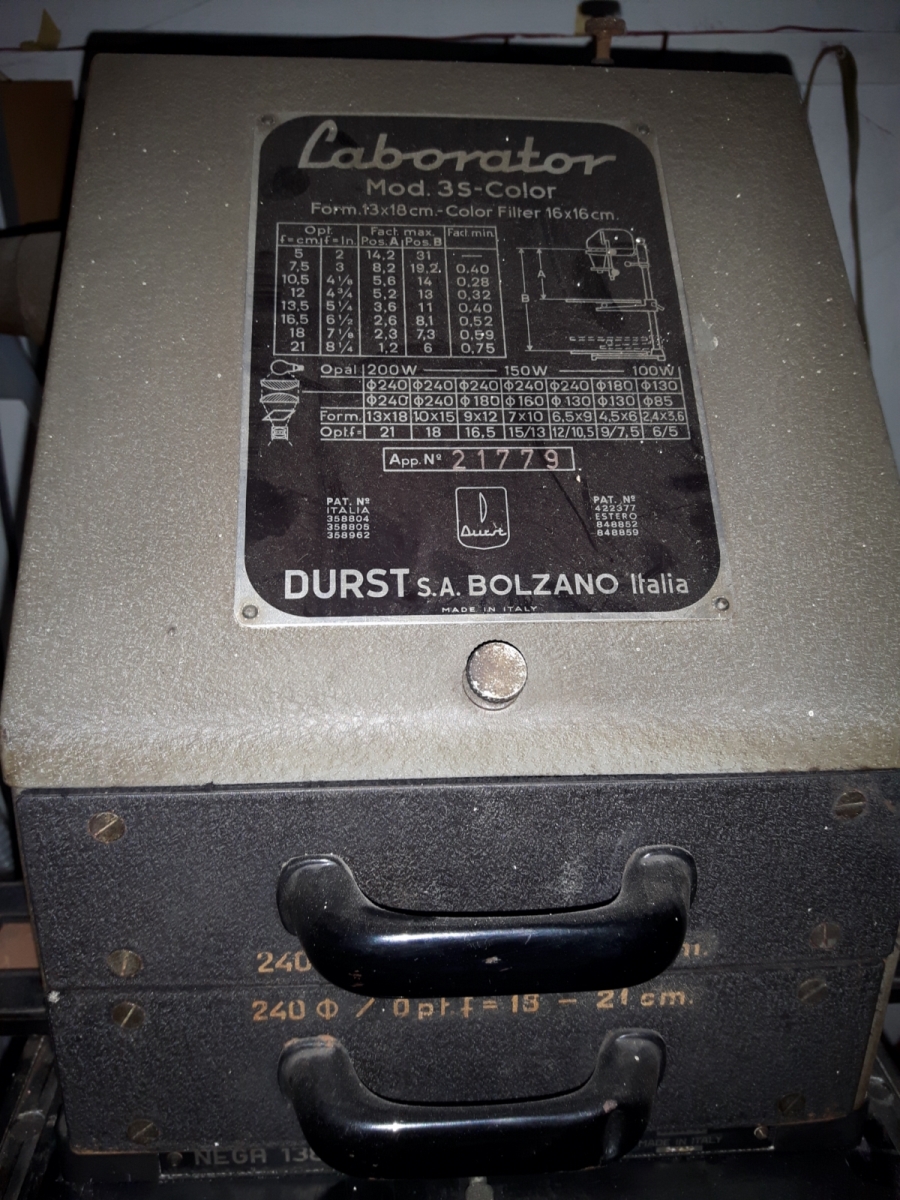 Laborator
Mod. 3S-Color
Form. 13x18cm.-Color Filter 16x16cm.
Opt. Fact. max. Fact. min.
f=cm f=In. Pos. A Pos. B
5 2 14,2 31 —
7,5 3 8,2 19,2 0,40
10,5 4 1/8 5,6 14 0,28
12 4 3/4 5,2 13 0,32
13,5 5 1/4 3,6 11 0,40
16,5 6 1/2 2,6 8,1 0,52
18 7 1/8 2,3 7,3 0,59
21 8 1/4 1,2 6 0,75
A
B
Opal 200W — 150W — 100W
Φ240 Φ240 Φ240 Φ240 Φ240 Φ180 Φ130
Φ240 Φ240 Φ180 Φ160 Φ130 Φ130 Φ85
Form. 13x18 10x15 9x12 7x10 6,5x9 4,5x6 2,4x3,6
Opt.f= 21 18 16,5 15/13 12/10,5 9/7,5 6/5
App. Nº 21779
PAT. Nº
ITALIA
358804
358805
358962
Durst
PAT. Nº
422377
ESTERO
848852
848859
DURST S.A. BOLZANO Italia
MADE IN ITALY
240
240 Φ / Opt.f = 18 – 21 cm.
NEGA 138
MADE IN ITALY